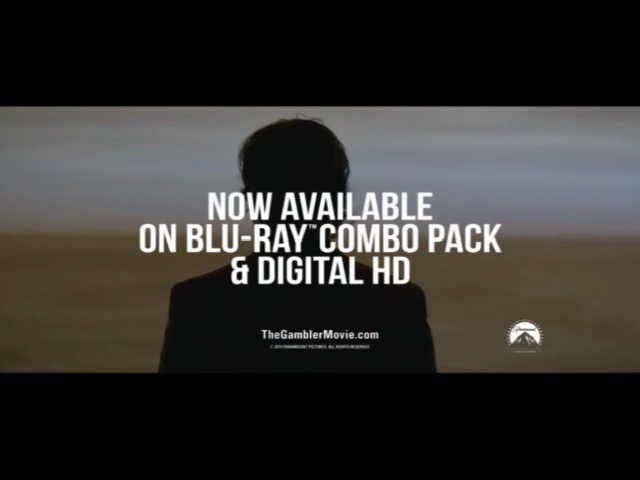 NOW AVAILABLE
ON BLU-RAY™ COMBO PACK
& DIGITAL HD
TheGamblerMovie.com
© 2014 PARAMOUNT PICTURES. ALL RIGHTS RESERVED.
Paramount